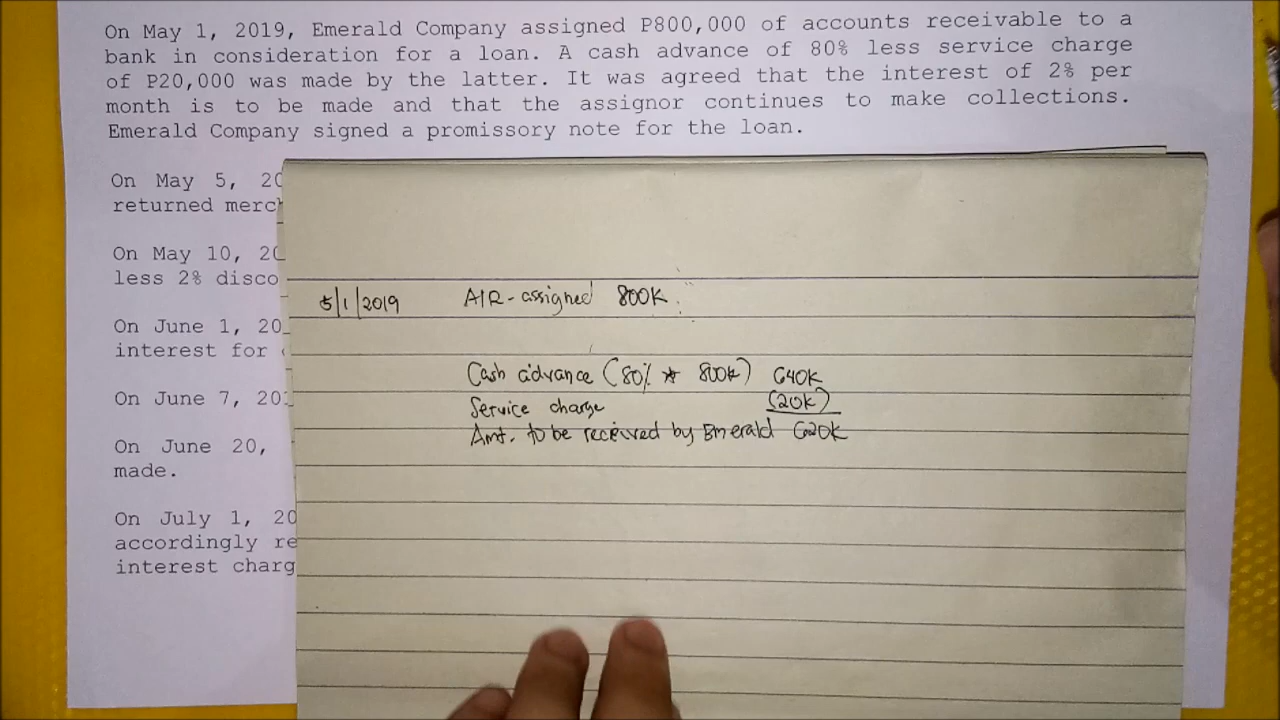 On May 1, 2019, Emerald Company assigned P800,000 of accounts receivable to a
bank in consideration for a loan. A cash advance of 80% less service charge
of P20,000 was made by the latter. It was agreed that the interest of 2% per
month is to be made and that the assignor continues to make collections.
Emerald Company signed a promissory note for the loan.
On May 5, 20
returned merch
On May 10, 20
less 2% disco
On June 1, 20
interest for
On June 7, 20
On June 20,
made.
On July 1, 20
accordingly re
interest charg
5/1/2019 A/R-assigned 800K
Cash advance (80% * 800K) 640K
Service charge (20K)
Amt. to be received by Emerald 620K